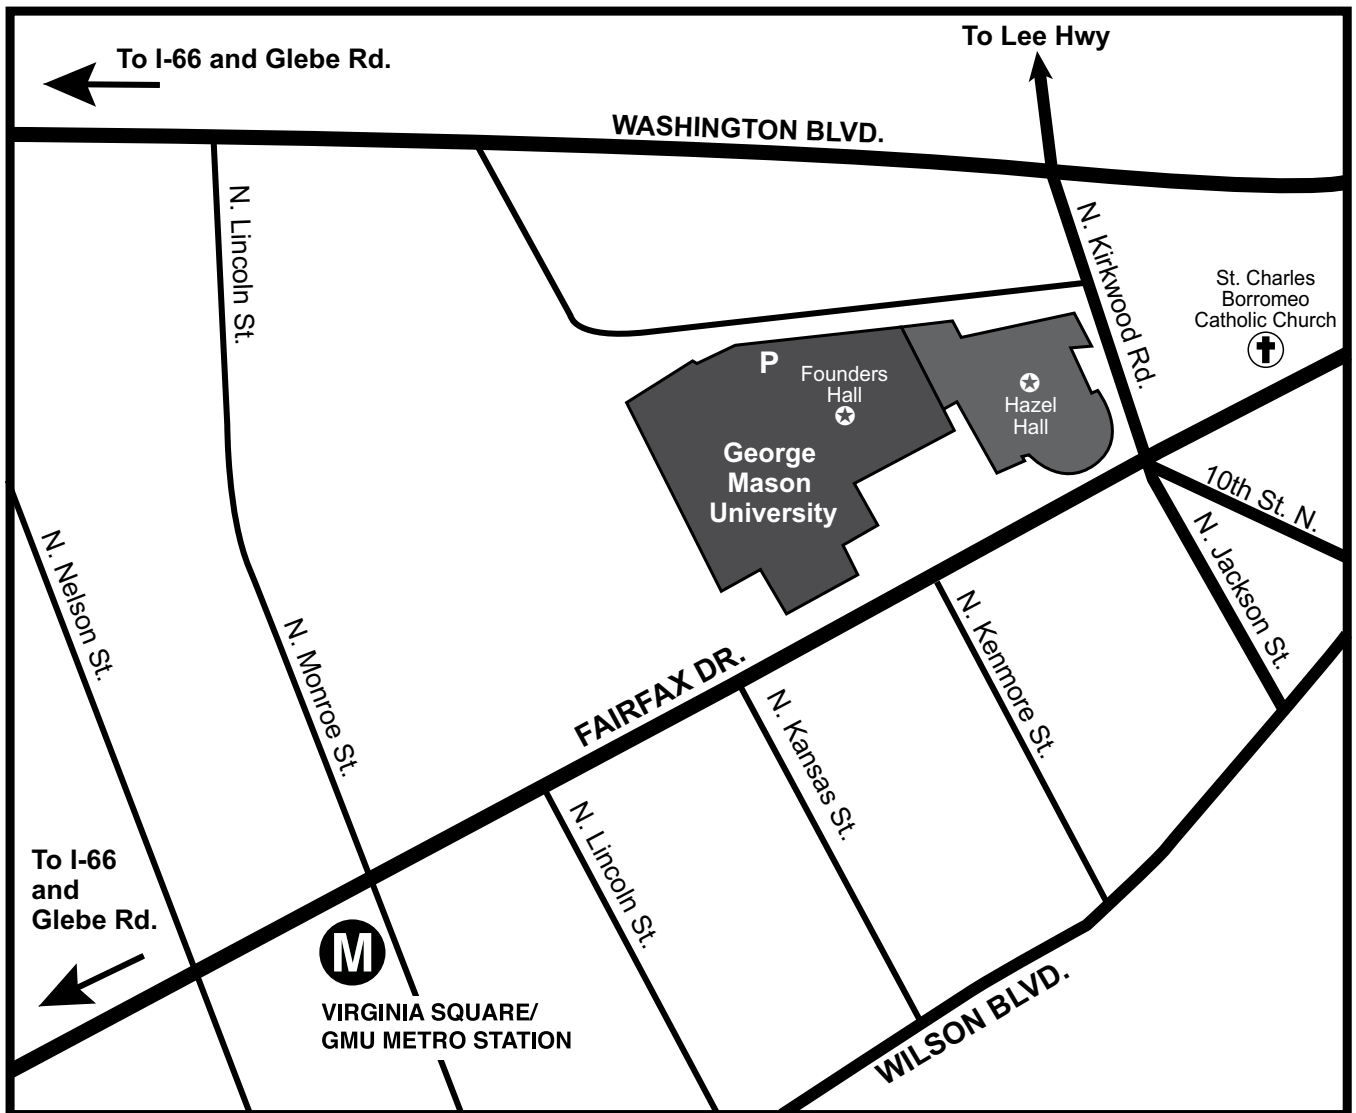 To Lee Hwy
To I-66 and Glebe Rd.
WASHINGTON BLVD.
N. Lincoln St.
N. Kirkwood Rd.
St. Charles
Borromeo
Catholic Church
P
Founders
Hall
Hazel
Hall
George
Mason
University
10th St. N.
N. Jackson St.
N. Nelson St.
N. Monroe St.
N. Kenmore St.
FAIRFAX DR.
N. Kansas St.
N. Lincoln St.
To I-66
and
Glebe Rd.
M
VIRGINIA SQUARE/
GMU METRO STATION
WILSON BLVD.